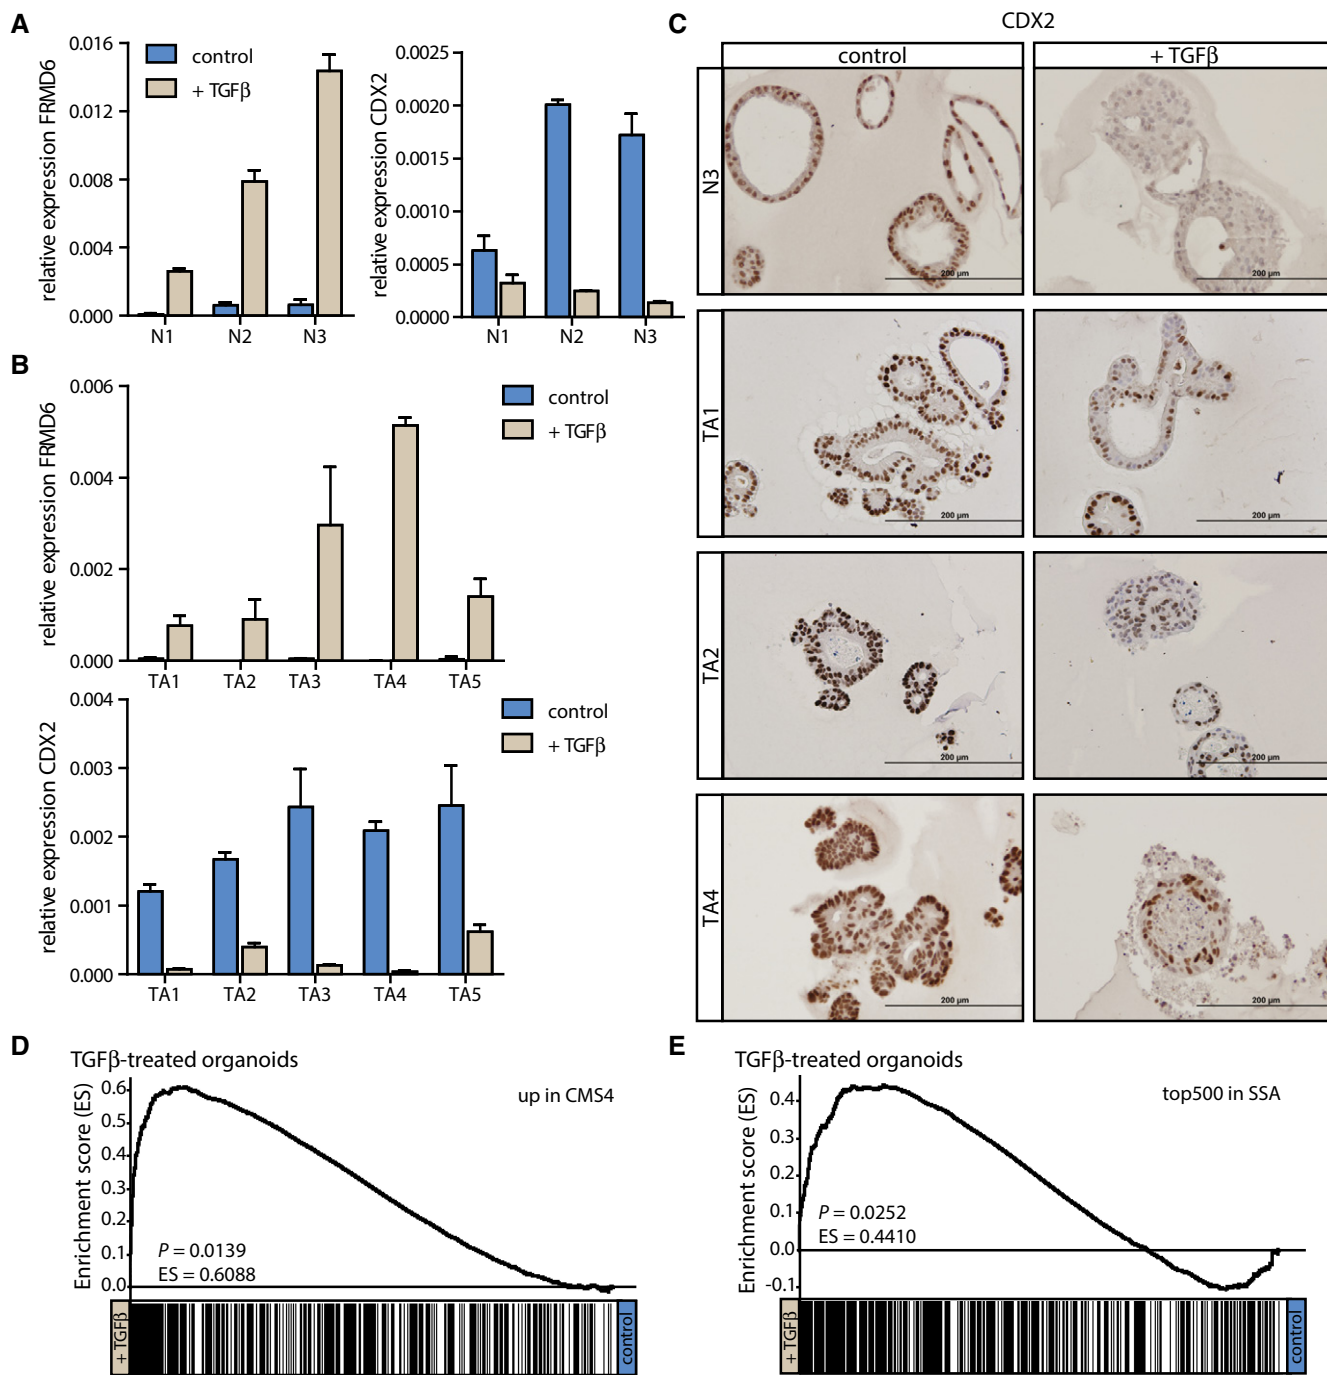 A
relative expression FRMD6
0.016
0.012
0.008
0.004
0.000
control
+ TGFβ
N1 N2 N3
relative expression CDX2
0.0025
0.0020
0.0015
0.0010
0.0005
0.0000
N1 N2 N3
B
relative expression FRMD6
0.006
0.004
0.002
0.000
control
+ TGFβ
TA1 TA2 TA3 TA4 TA5
relative expression CDX2
0.004
0.003
0.002
0.001
0.000
control
+ TGFβ
TA1 TA2 TA3 TA4 TA5
C
CDX2
control + TGFβ
N3
200 μm 200 μm
TA1
200 μm 200 μm
TA2
200 μm 200 μm
TA4
200 μm 200 μm
D
TGFβ-treated organoids
up in CMS4
Enrichment score (ES)
0.6
0.5
0.4
0.3
0.2
0.1
0.0
P = 0.0139
ES = 0.6088
+ TGFβ
control
E
TGFβ-treated organoids
top500 in SSA
Enrichment score (ES)
0.4
0.3
0.2
0.1
0.0
-0.1
P = 0.0252
ES = 0.4410
+ TGFβ
control